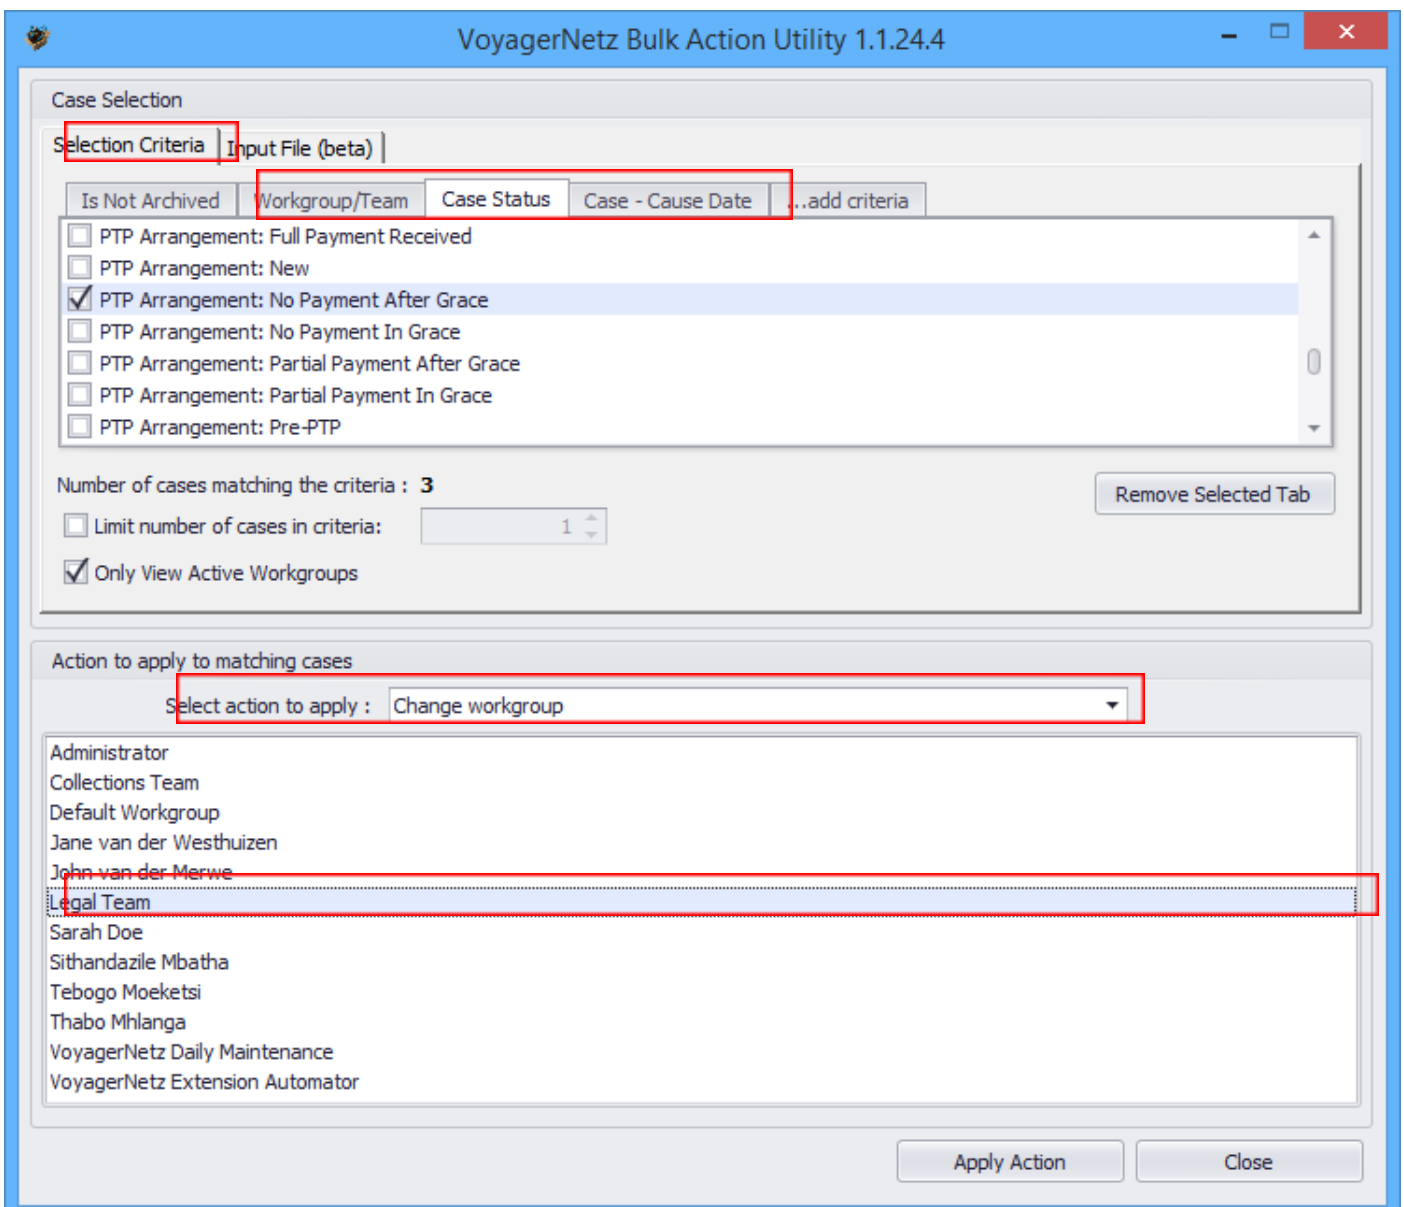 VoyagerNetz Bulk Action Utility 1.1.24.4
Case Selection
Selection Criteria Input File (beta)
Is Not Archived Workgroup/Team Case Status Case - Cause Date ...add criteria
PTP Arrangement: Full Payment Received
PTP Arrangement: New
PTP Arrangement: No Payment After Grace
PTP Arrangement: No Payment In Grace
PTP Arrangement: Partial Payment After Grace
PTP Arrangement: Partial Payment In Grace
PTP Arrangement: Pre-PTP
Number of cases matching the criteria : 3
Remove Selected Tab
Limit number of cases in criteria: 1
Only View Active Workgroups
Action to apply to matching cases
Select action to apply : Change workgroup
Administrator
Collections Team
Default Workgroup
Jane van der Westhuizen
John van der Merwe
Legal Team
Sarah Doe
Sithandazile Mbatha
Tebogo Moeketsi
Thabo Mhlanga
VoyagerNetz Daily Maintenance
VoyagerNetz Extension Automator
Apply Action Close